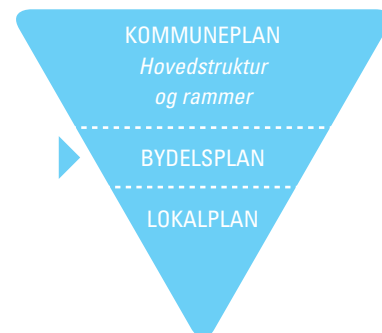 KOMMUNEPLAN
Hovedstruktur
og rammer
BYDELSPLAN
LOKALPLAN